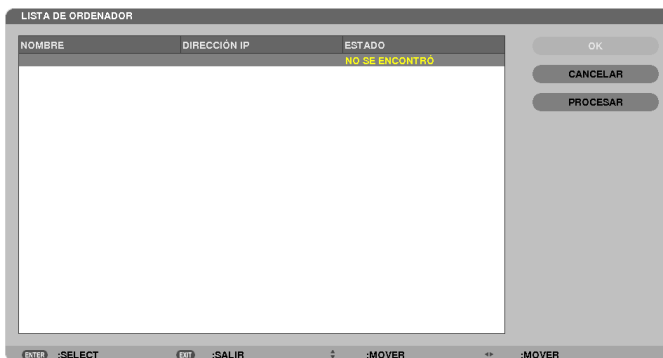 LISTA DE ORDENADOR
NOMBRE DIRECCIÓN IP ESTADO
NO SE ENCONTRÓ
OK
CANCELAR
PROCESAR
ENTER :SELECT EXIT :SALIR :MOVER :MOVER